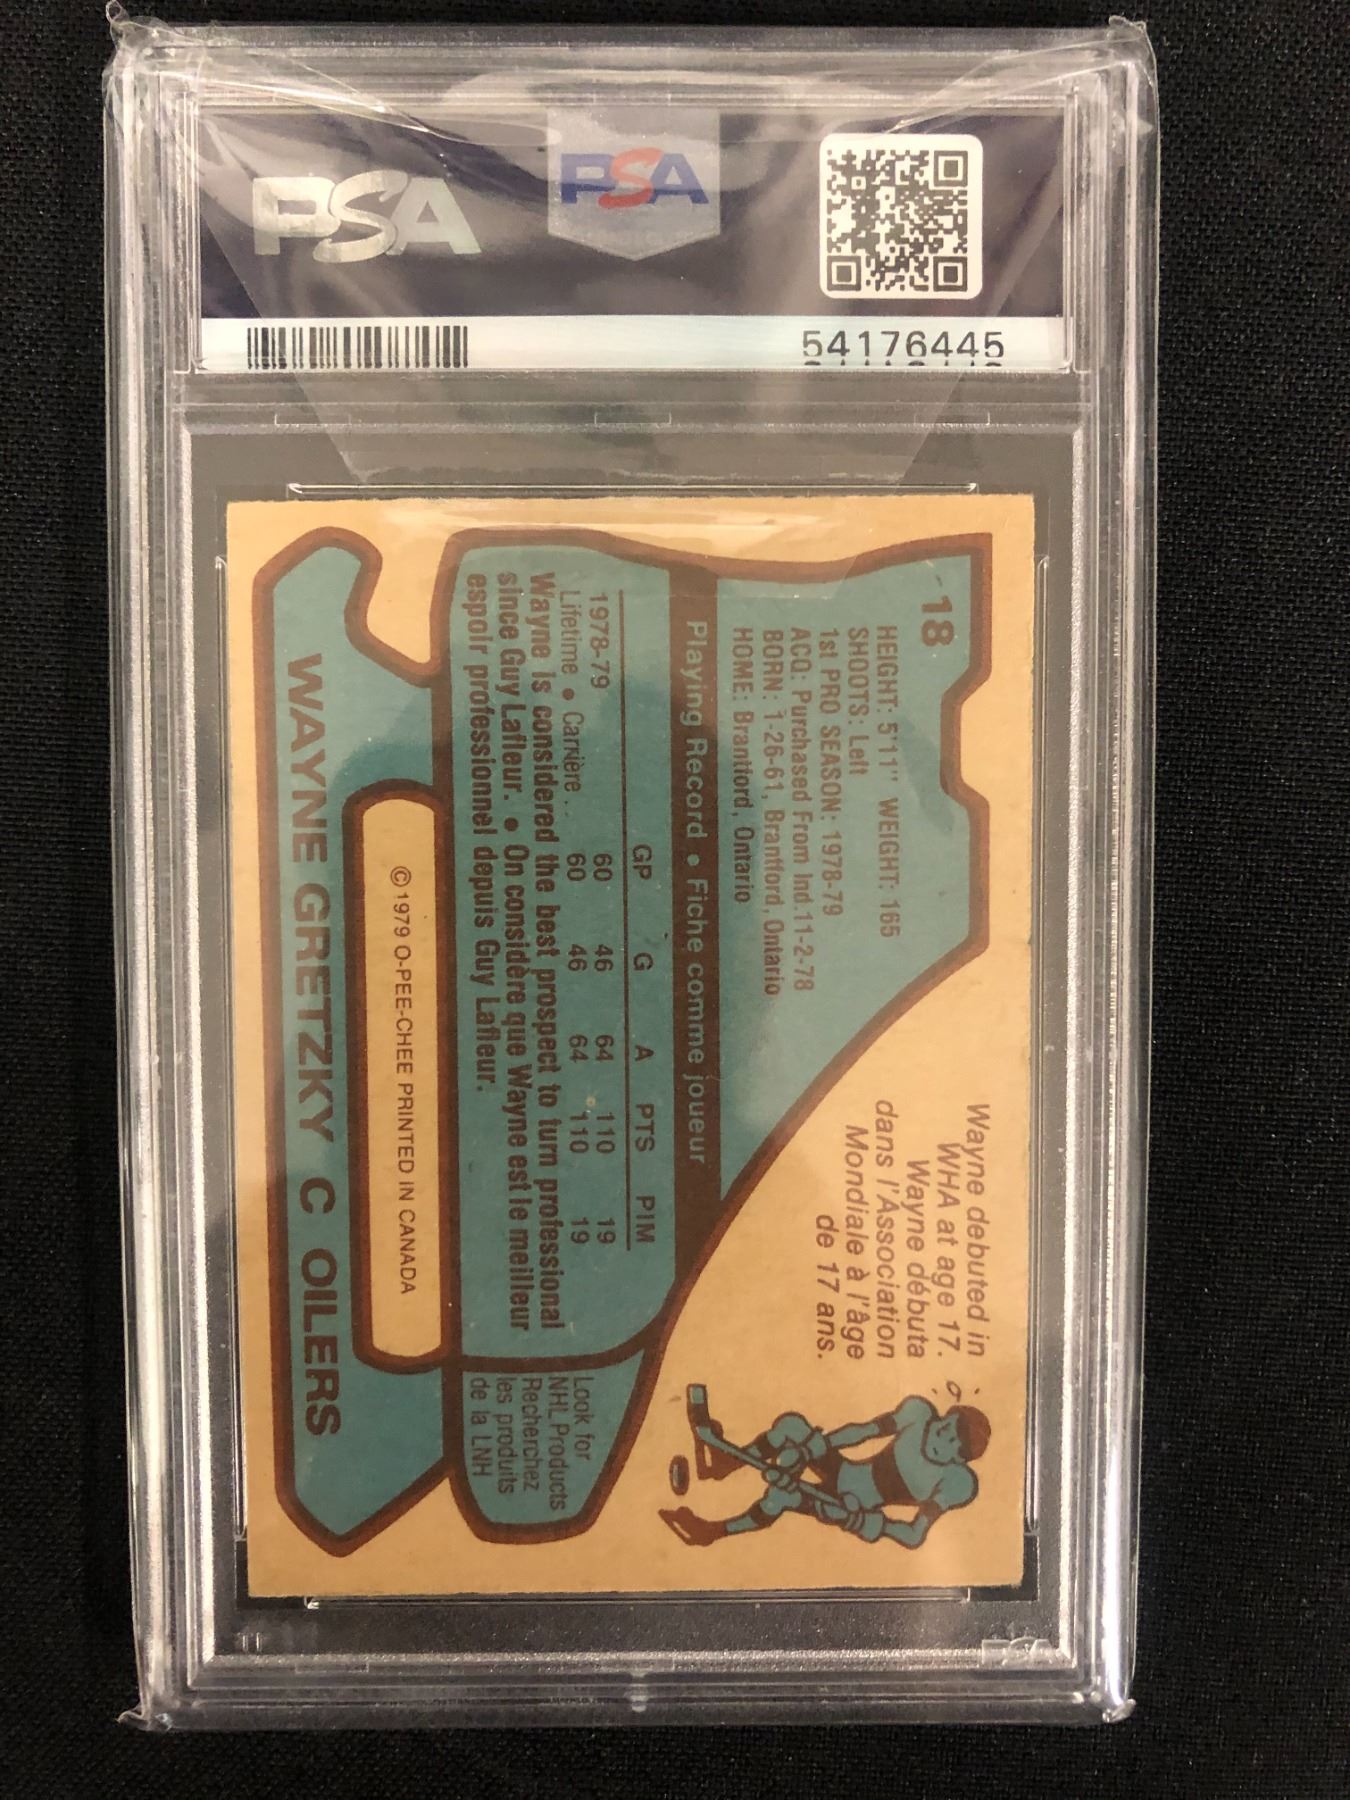 PSA
PSA
54176445
18
HEIGHT: 5'11" WEIGHT: 165
SHOOTS: Left
1st PRO SEASON: 1978-79
ACQ: Purchased From Ind.11-2-78
BORN: 1-26-61, Brantford, Ontario
HOME: Brantford, Ontario
Wayne debuted in
WHA at age 17.
Wayne débuta
dans l'Association
Mondiale à l'âge
de 17 ans.
Playing Record • Fiche comme joueur
GP G A PTS PIM
1978-79 60 46 64 110 19
Lifetime • Carrière .. 60 46 64 110 19
Wayne is considered the best prospect to turn professional
since Guy Lafleur. • On considère que Wayne est le meilleur
espoir professionnel depuis Guy Lafleur.
Look for
NHL Products
Recherchez
les produits
de la LNH
© 1979 O-PEE-CHEE PRINTED IN CANADA
WAYNE GRETZKY C OILERS
PSA